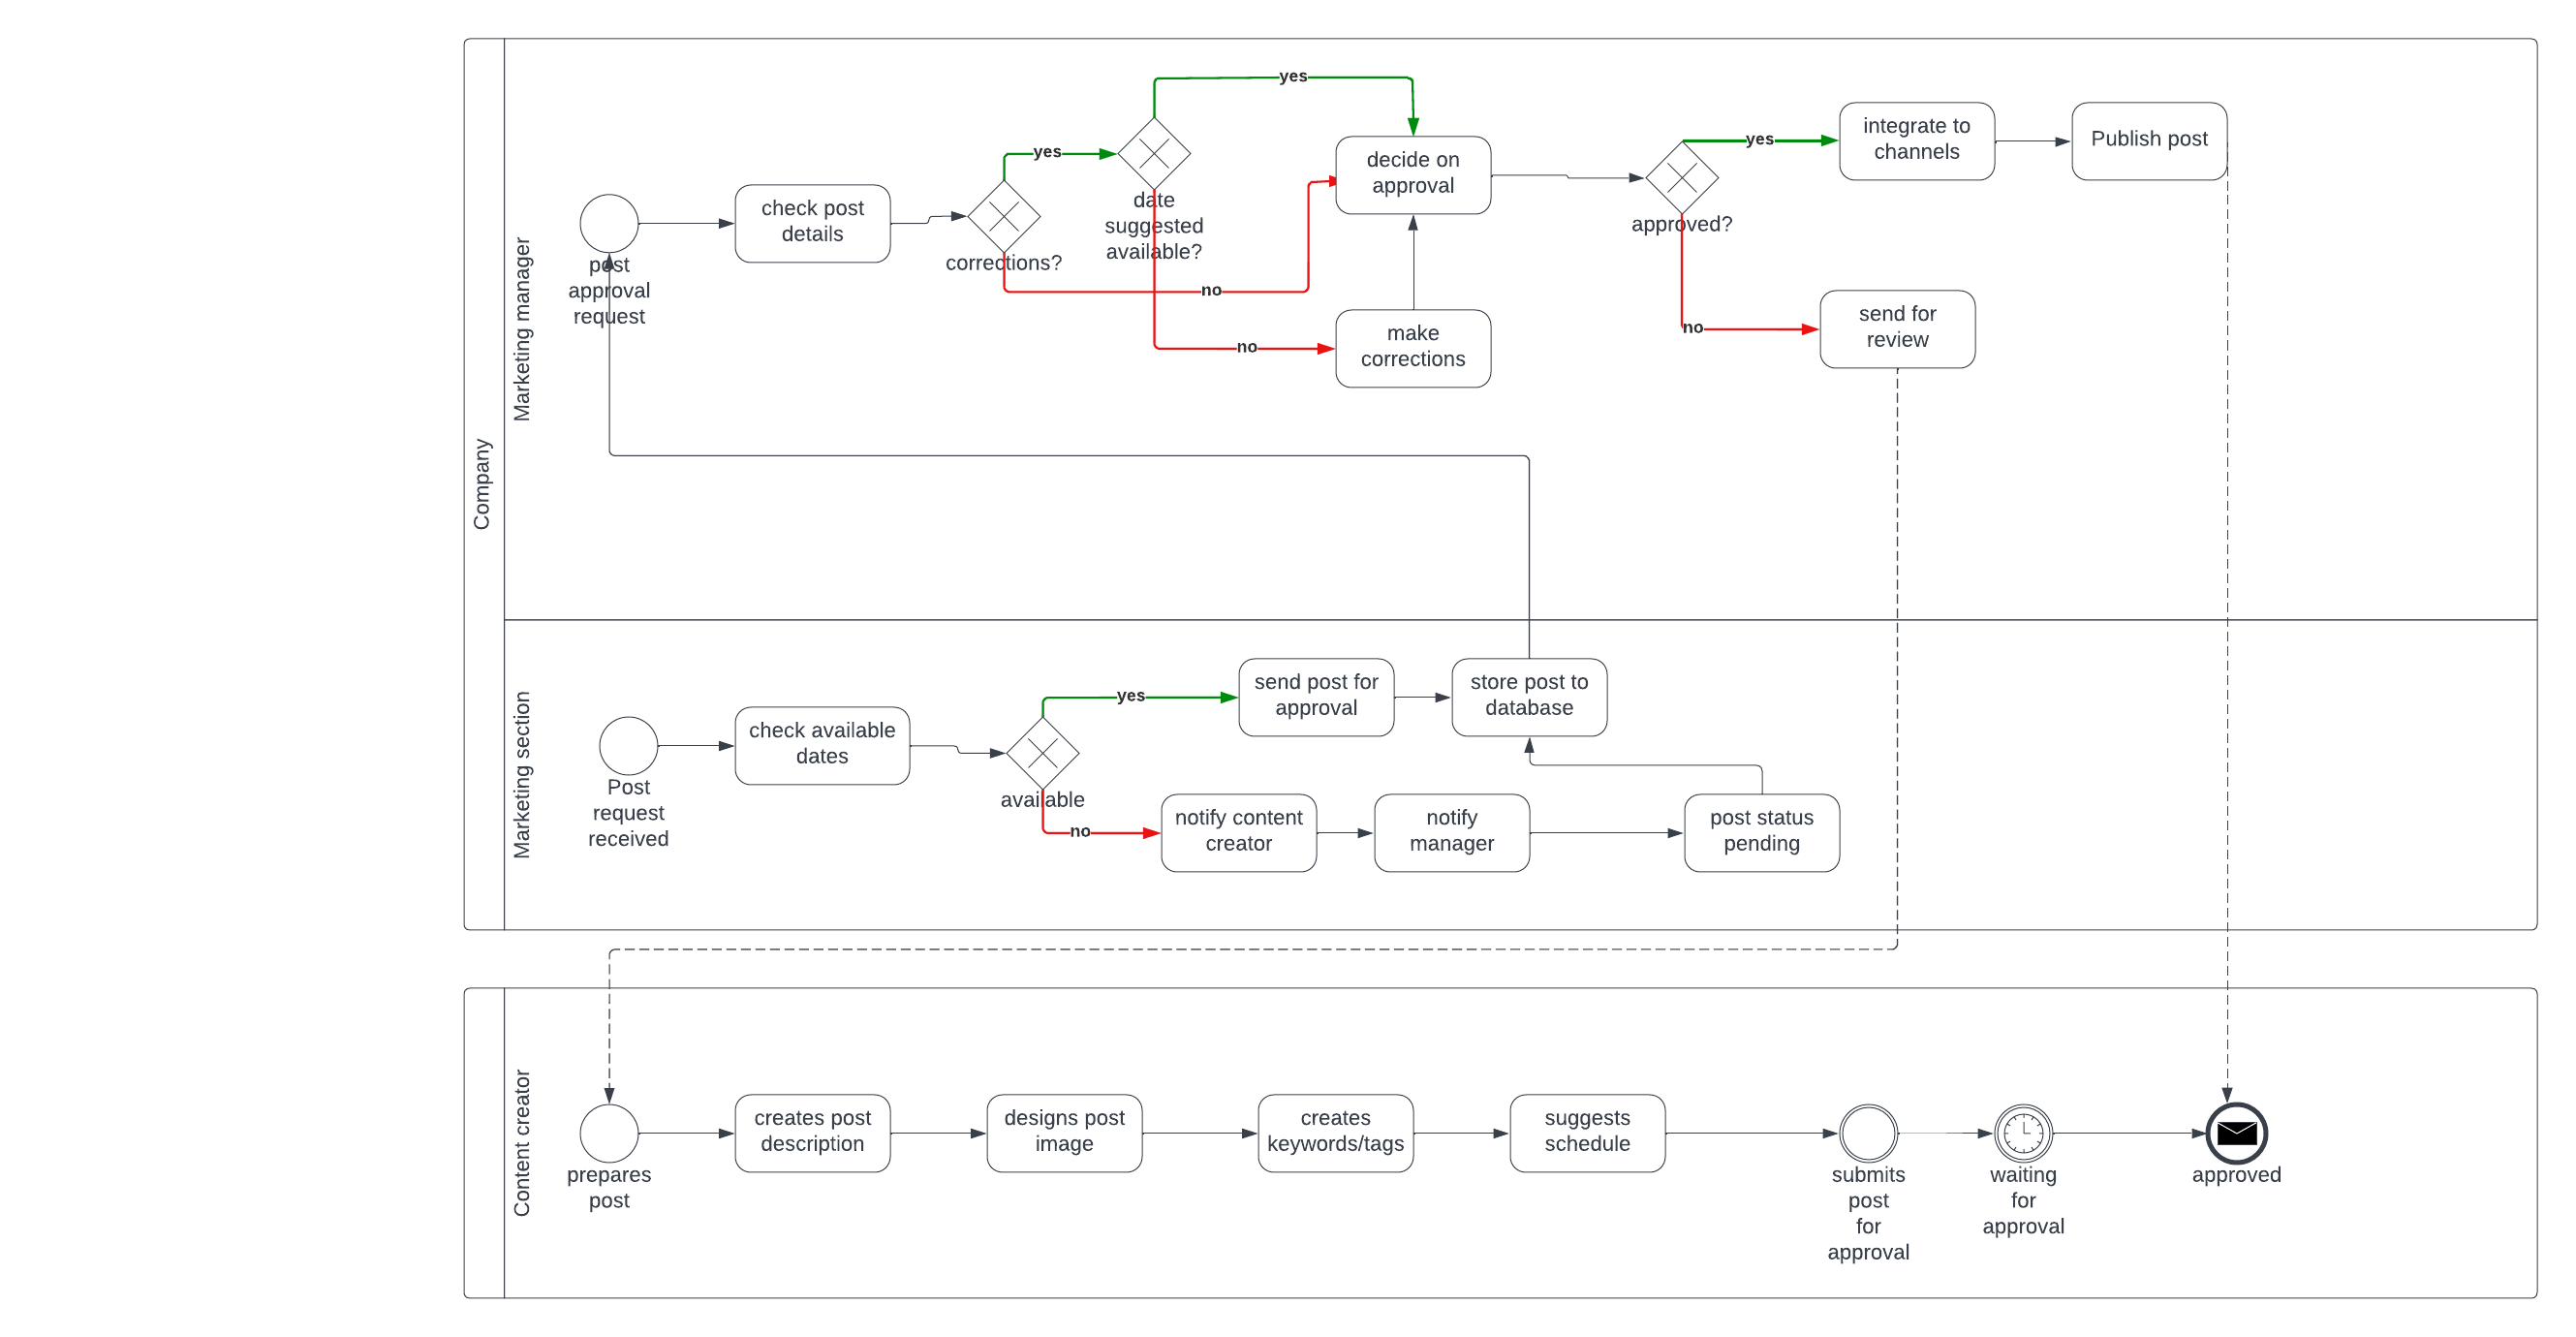 Company
Marketing manager
post
approval
request
check post
details
corrections?
yes
no
date
suggested
available?
yes
no
decide on
approval
make
corrections
approved?
yes
no
integrate to
channels
Publish post
send for
review
Marketing section
Post
request
received
check available
dates
available
yes
no
send post for
approval
store post to
database
notify content
creator
notify
manager
post status
pending
Content creator
prepares
post
creates post
description
designs post
image
creates
keywords/tags
suggests
schedule
submits
post
for
approval
waiting
for
approval
approved